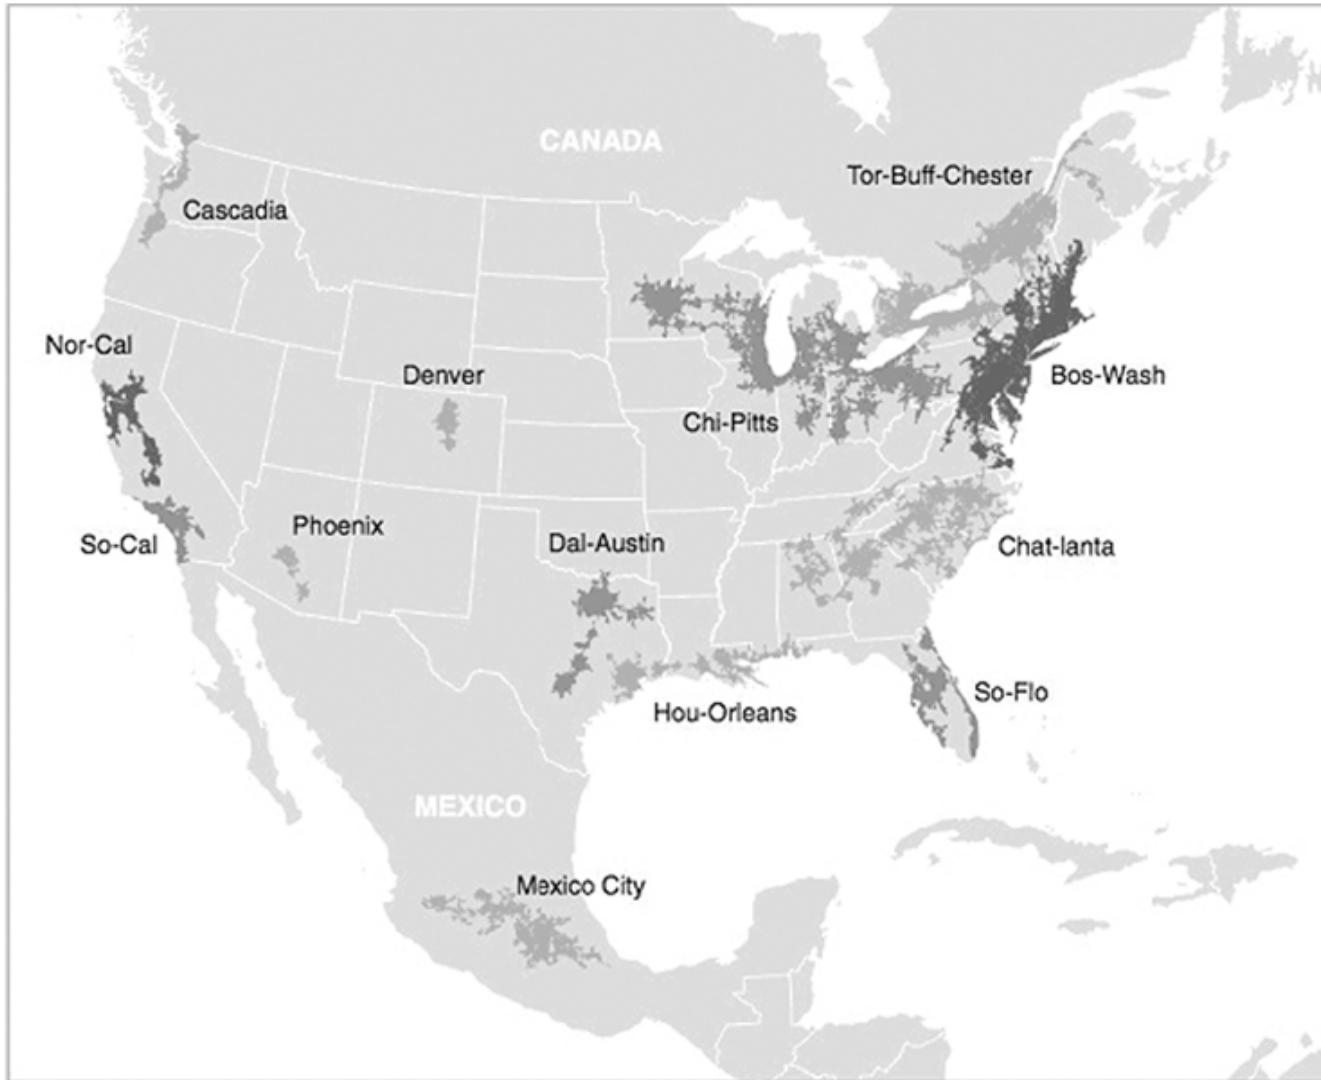 CANADA
Tor-Buff-Chester
Cascadia
Nor-Cal
Denver
Bos-Wash
Chi-Pitts
Phoenix
So-Cal
Dal-Austin
Chat-lanta
So-Flo
Hou-Orleans
MEXICO
Mexico City